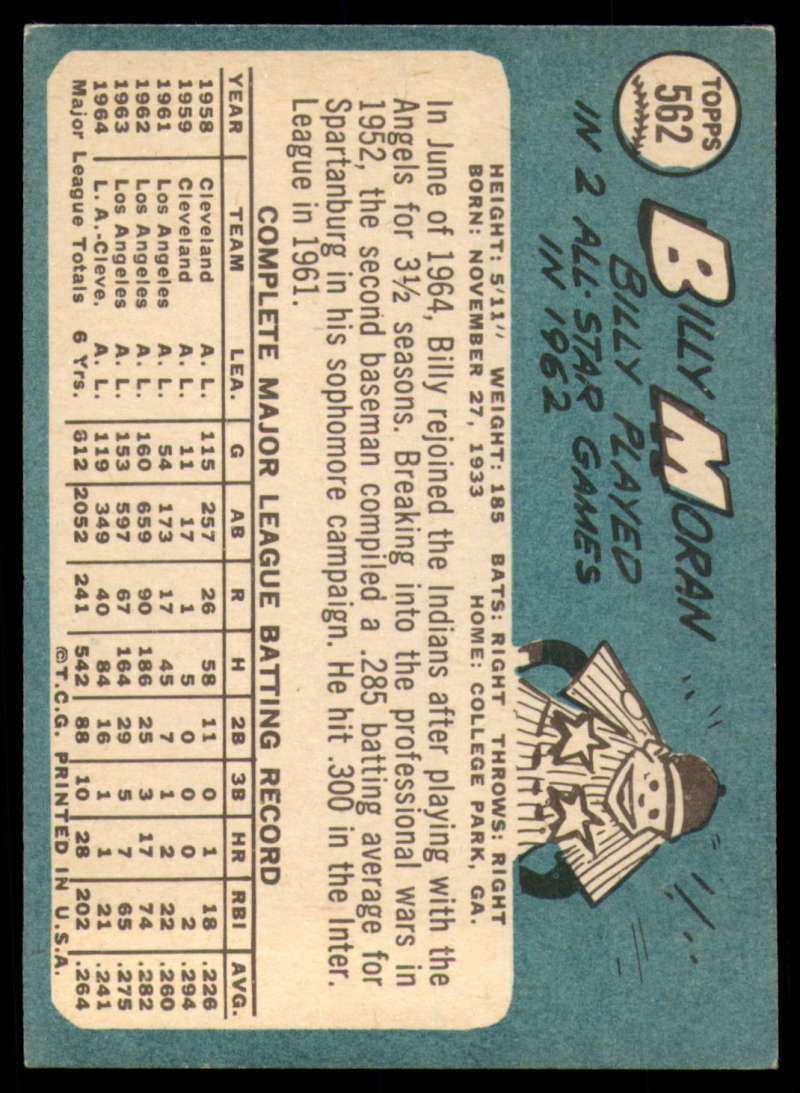 TOPPS
562
BILLY MORAN
BILLY PLAYED
IN 2 ALL-STAR GAMES
IN 1962
HEIGHT: 5'11" WEIGHT: 185 BATS: RIGHT THROWS: RIGHT
BORN: NOVEMBER 27, 1933 HOME: COLLEGE PARK, GA.
In June of 1964, Billy rejoined the Indians after playing with the
Angels for 3½ seasons. Breaking into the professional wars in
1952, the second baseman compiled a .285 batting average for
Spartanburg in his sophomore campaign. He hit .300 in the Inter.
League in 1961.
COMPLETE MAJOR LEAGUE BATTING RECORD
YEAR TEAM LEA. G AB R H 2B 3B HR RBI AVG.
1958 Cleveland A. L. 115 257 26 58 11 0 1 18 .226
1959 Cleveland A. L. 11 17 1 5 0 0 0 2 .294
1961 Los Angeles A. L. 54 173 17 45 7 1 2 22 .260
1962 Los Angeles A. L. 160 659 90 186 25 3 17 74 .282
1963 Los Angeles A. L. 153 597 67 164 29 5 7 65 .275
1964 L. A.-Cleve. A. L. 119 349 40 84 16 1 1 21 .241
Major League Totals 6 Yrs. 612 2052 241 542 88 10 28 202 .264
©T.C.G. PRINTED IN U.S.A.